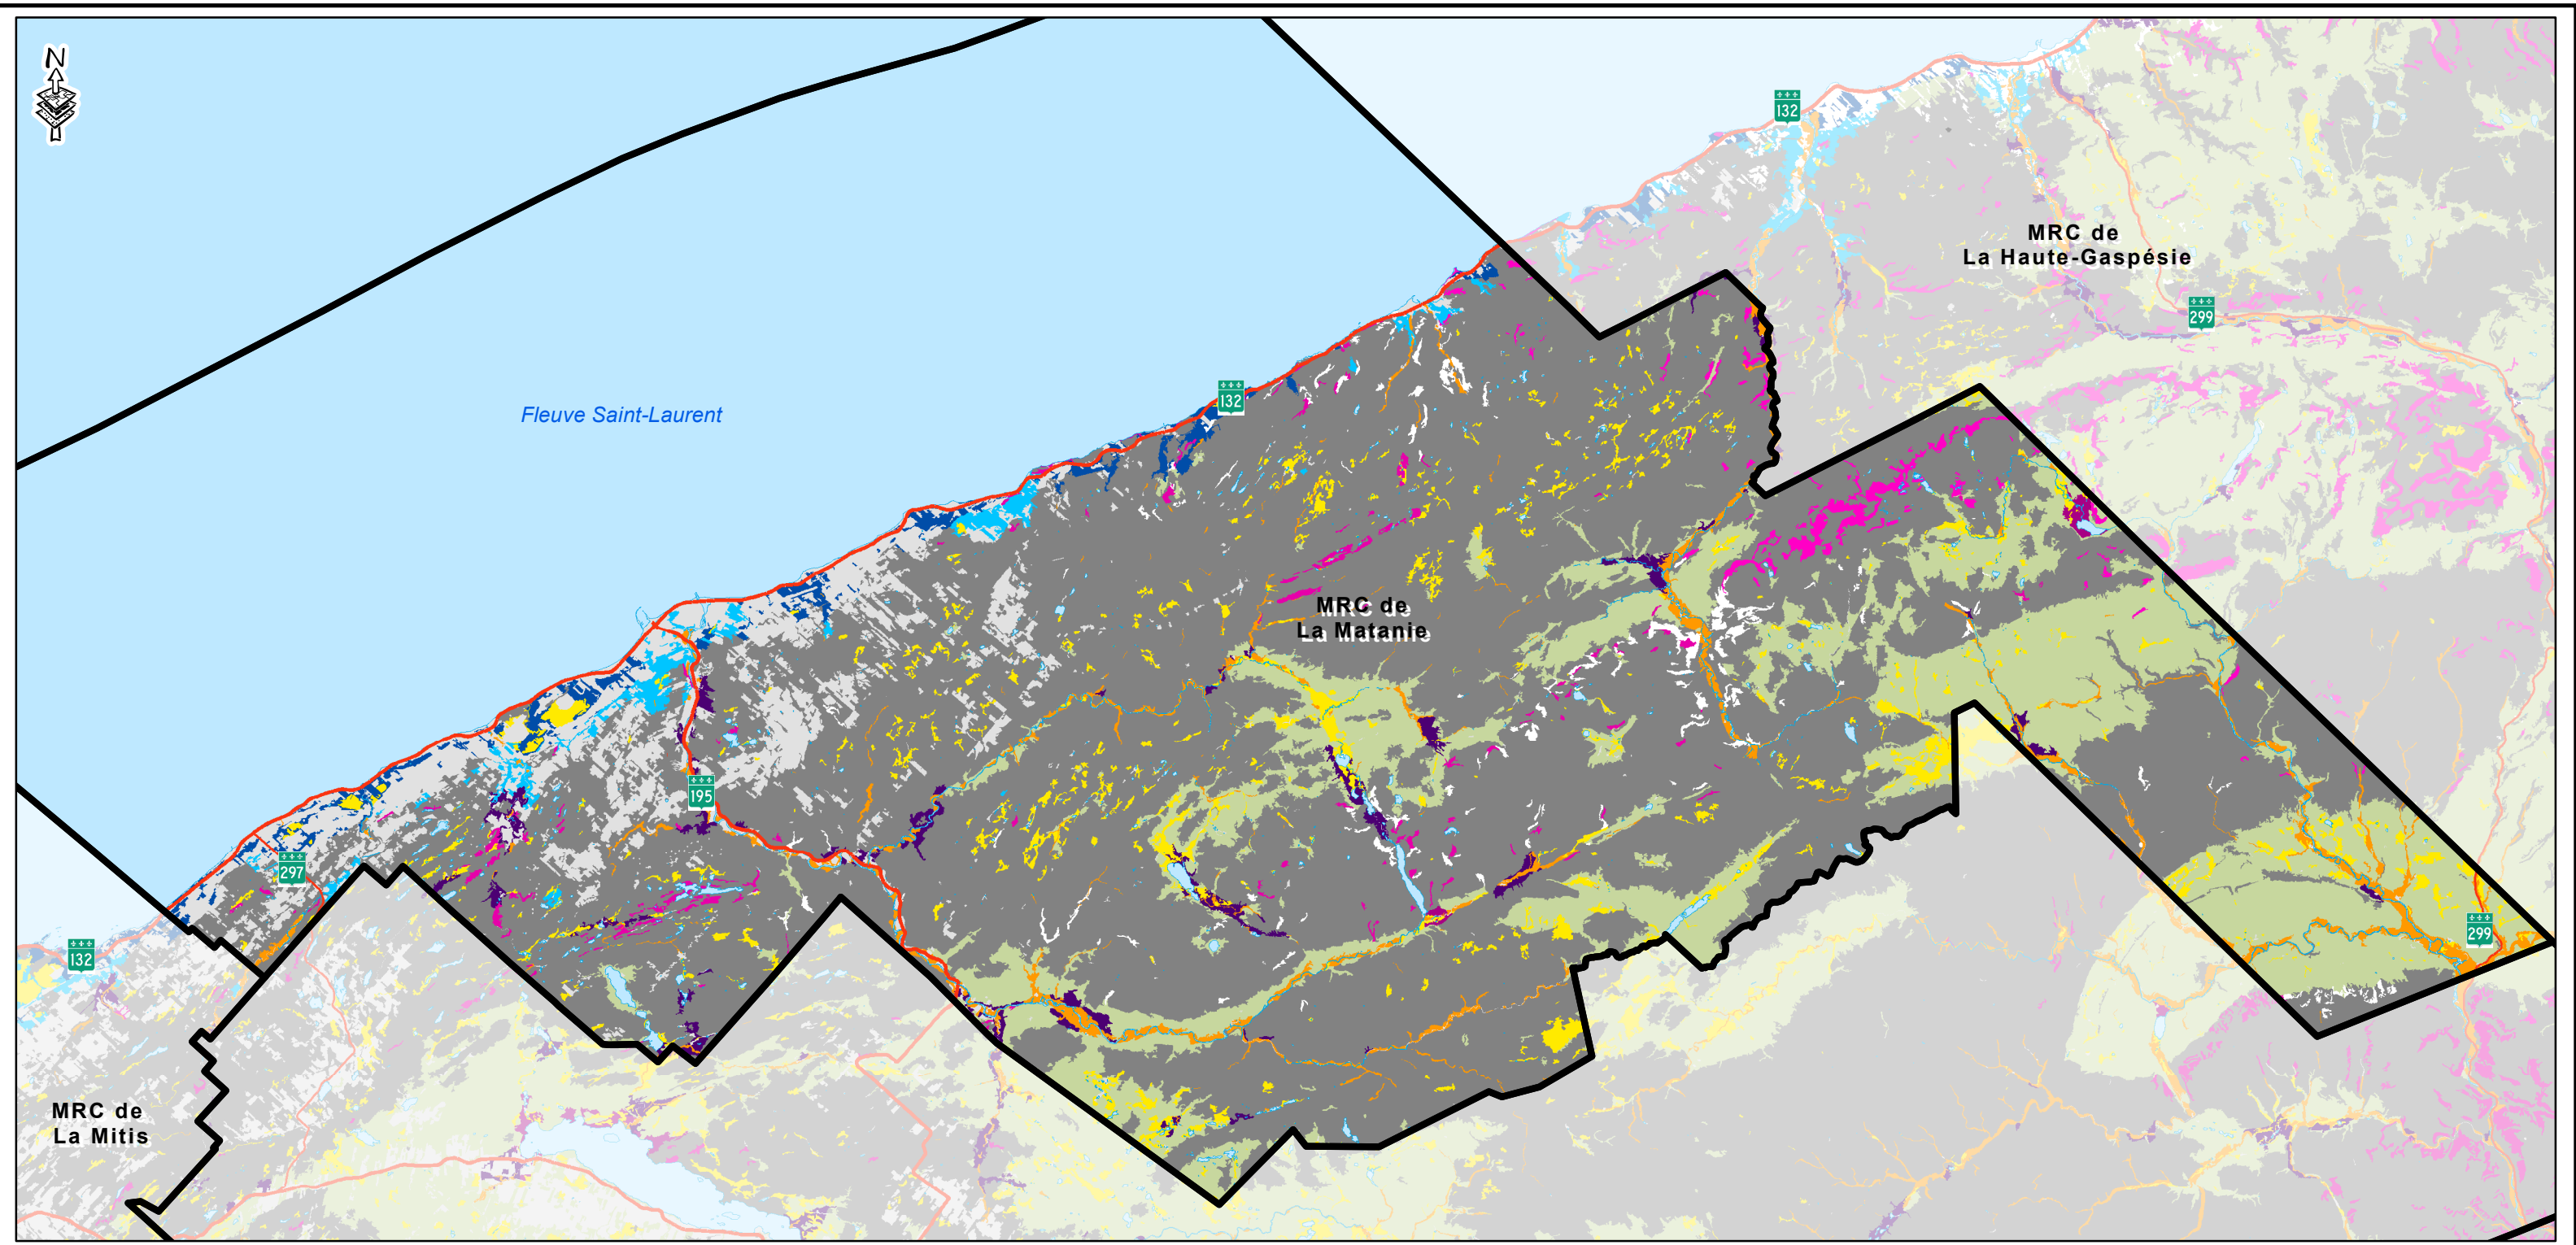 N
132
MRC de
La Haute-Gaspésie
299
132
Fleuve Saint-Laurent
MRC de
La Matanie
195
297
299
132
MRC de
La Mitis